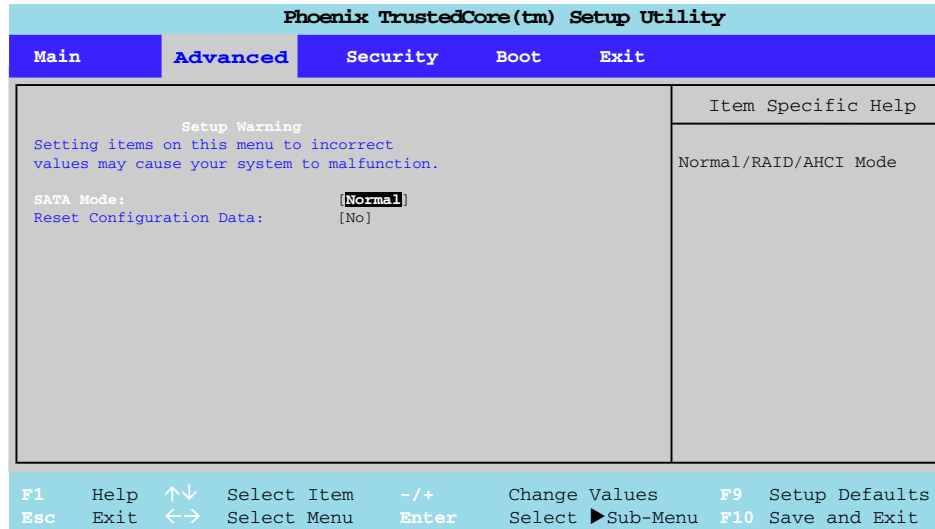 Phoenix TrustedCore(tm) Setup Utility
Main Advanced Security Boot Exit
Setup Warning
Setting items on this menu to incorrect
values may cause your system to malfunction.
SATA Mode: [Normal]
Reset Configuration Data: [No]
Item Specific Help
Normal/RAID/AHCI Mode
F1 Help ↑↓ Select Item -/+ Change Values F9 Setup Defaults
Esc Exit ←→ Select Menu Enter Select ▶Sub-Menu F10 Save and Exit